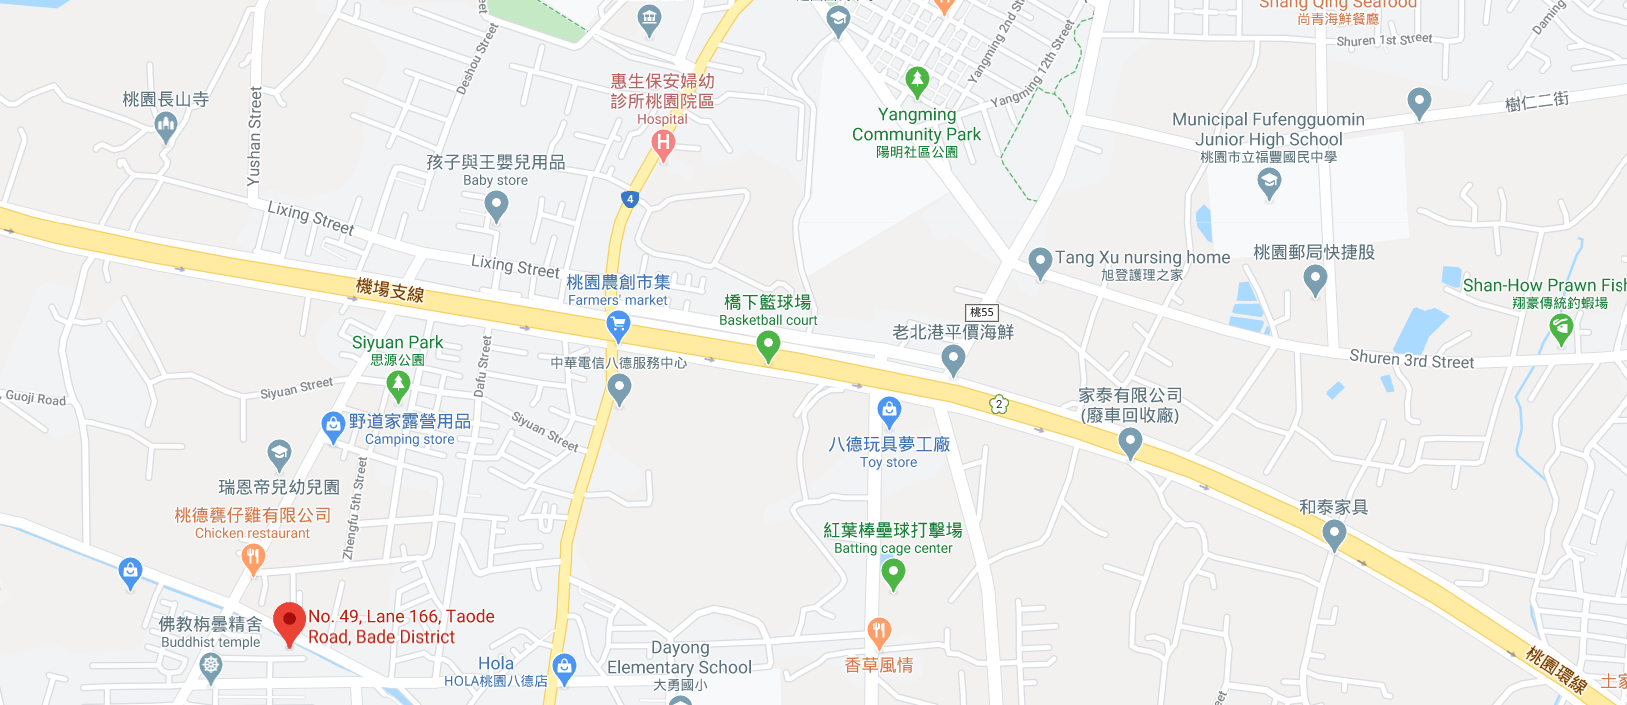 Shang Qing Seafood
尚青海鮮餐廳
Shuren 1st Street
Daming
Deshou Street
Yangming 2nd St
Yangming 12th Street
惠生保安婦幼
診所桃園院區
Hospital
桃園長山寺
Yushan Street
Yangming
Community Park
陽明社區公園
樹仁二街
Municipal Fufengguomin
Junior High School
桃園市立福豐國民中學
孩子與王嬰兒用品
Baby store
4
Lixing Street
Lixing Street
Tang Xu nursing home
旭登護理之家
桃園郵局快捷股
機場支線
桃園農創市集
Farmers' market
橋下籃球場
Basketball court
桃55
老北港平價海鮮
Shan-How Prawn Fish
翔豪傳統釣蝦場
Siyuan Park
思源公園
中華電信八德服務中心
Shuren 3rd Street
Siyuan Street
Dafu street
, Guoji Road
Siyuan Street
野道家露營用品
Camping store
2
家泰有限公司
(廢車回收廠)
八德玩具夢工廠
Toy store
瑞恩帝兒幼兒園
Zhengfu 5th Street
桃德甕仔雞有限公司
Chicken restaurant
和泰家具
紅葉棒壘球打擊場
Batting cage center
No. 49, Lane 166, Taode
Road, Bade District
佛教栴曇精舍
Buddhist temple
Hola
HOLA桃園八德店
Dayong
Elementary School
大勇國小
香草風情
桃園環線
土家